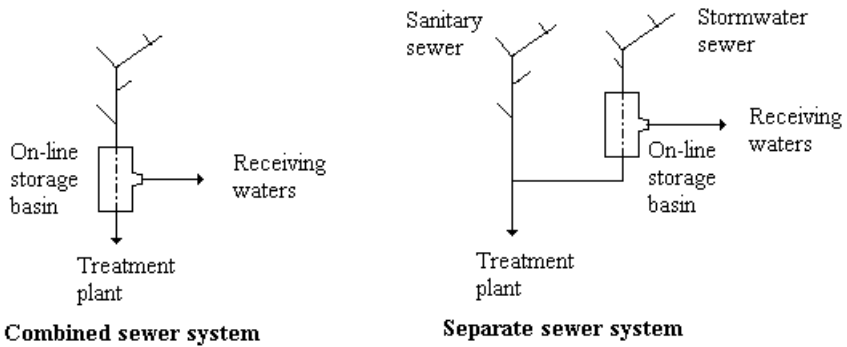 On-line
storage
basin
Receiving
waters
Treatment
plant
Combined sewer system
Sanitary
sewer
Stormwater
sewer
Receiving
waters
On-line
storage
basin
Treatment
plant
Separate sewer system